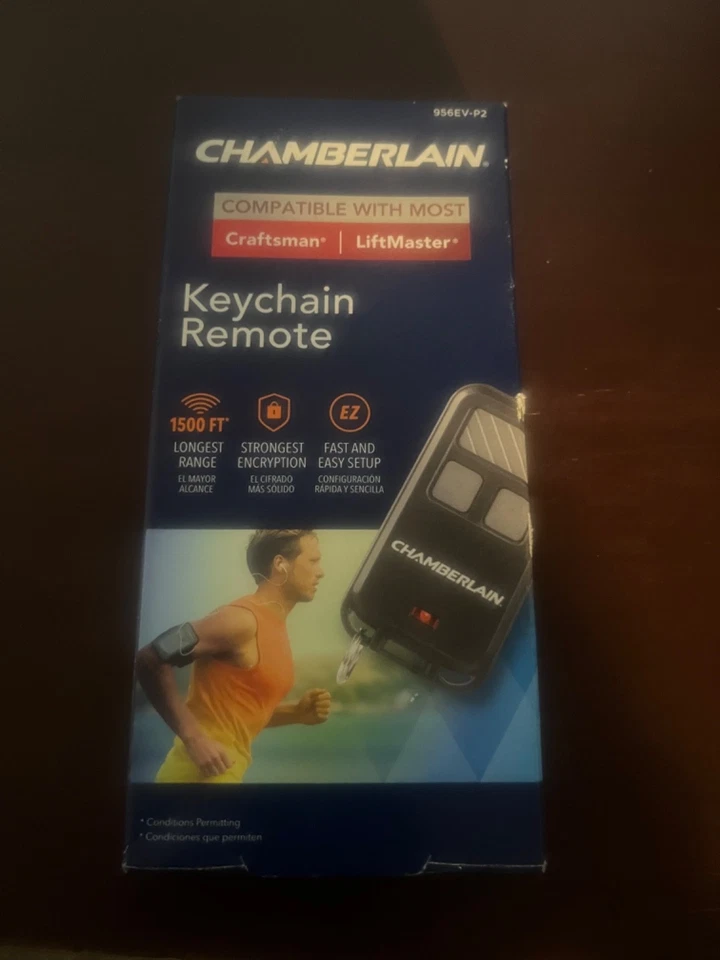 956EV-P2
CHAMBERLAIN®
COMPATIBLE WITH MOST
Craftsman® | LiftMaster®
Keychain
Remote
1500 FT*
LONGEST
RANGE
EL MAYOR
ALCANCE
STRONGEST
ENCRYPTION
EL CIFRADO
MÁS SÓLIDO
EZ
FAST AND
EASY SETUP
CONFIGURACIÓN
RÁPIDA Y SENCILLA
CHAMBERLAIN®
* Conditions Permitting
* Condiciones que permiten